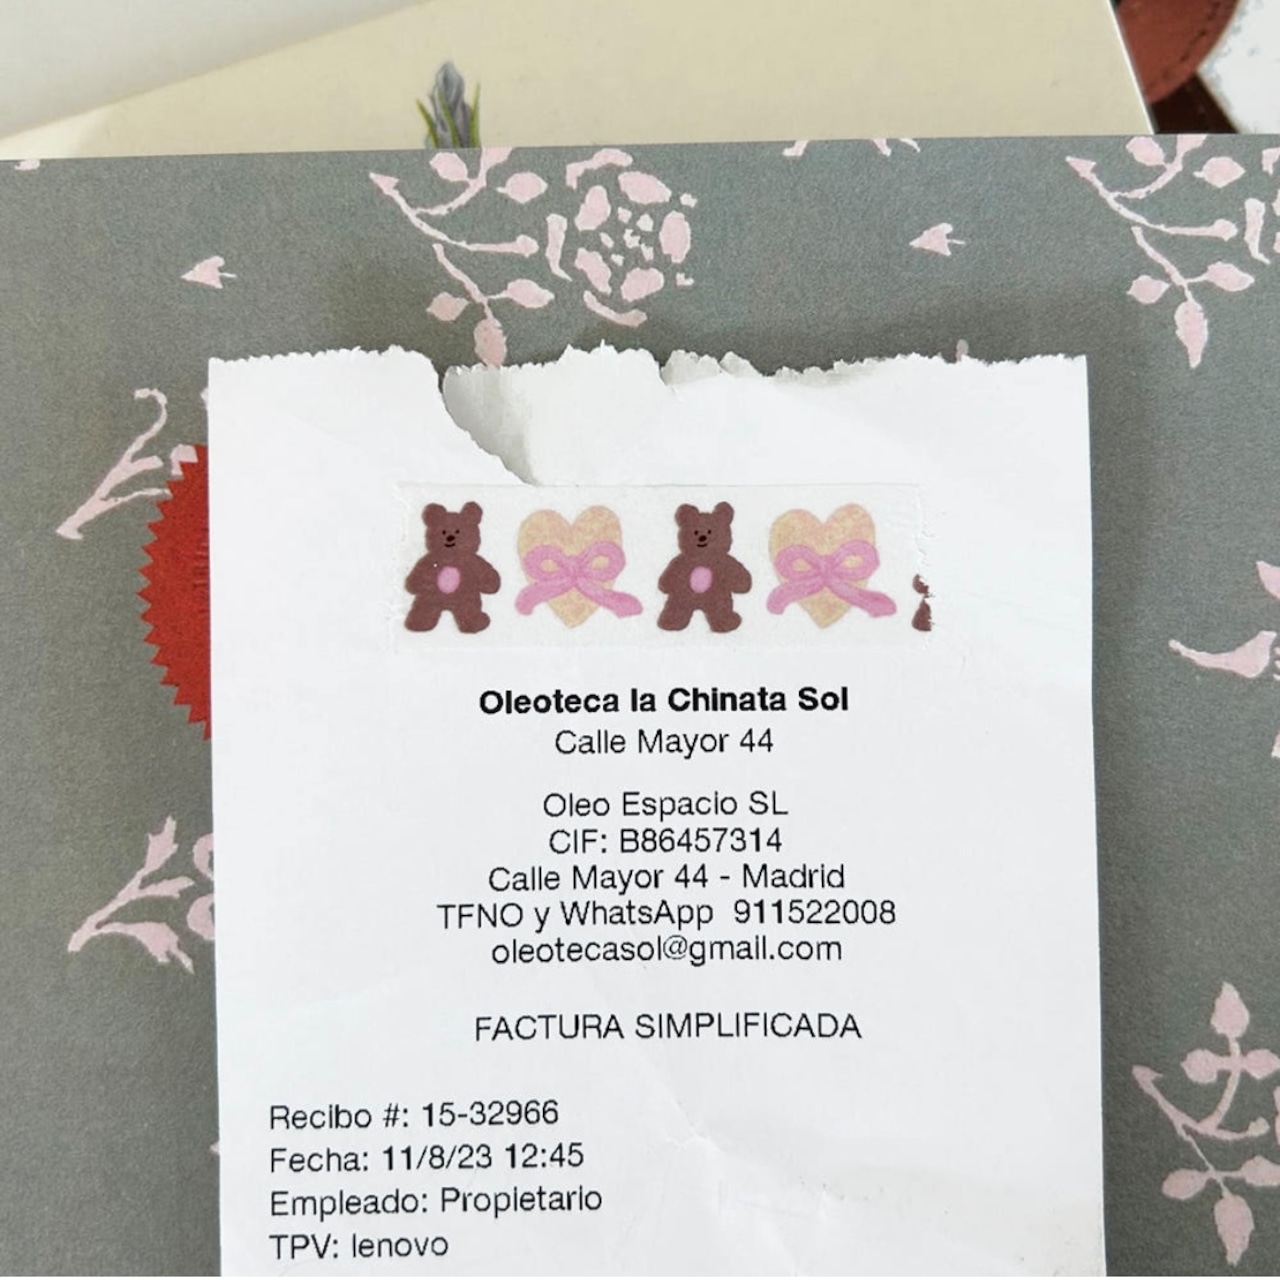 Oleoteca la Chinata Sol
Calle Mayor 44
Oleo Espacio SL
CIF: B86457314
Calle Mayor 44 - Madrid
TFNO y WhatsApp 911522008
oleotecasol@gmail.com
FACTURA SIMPLIFICADA
Recibo #: 15-32966
Fecha: 11/8/23 12:45
Empleado: Propietario
TPV: lenovo